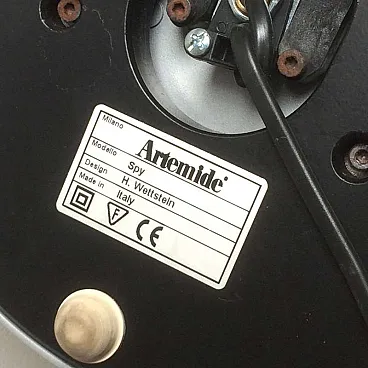 Milano
Artemide®
Modello Spy
Design H. Wettstein
Made in Italy
F
CE